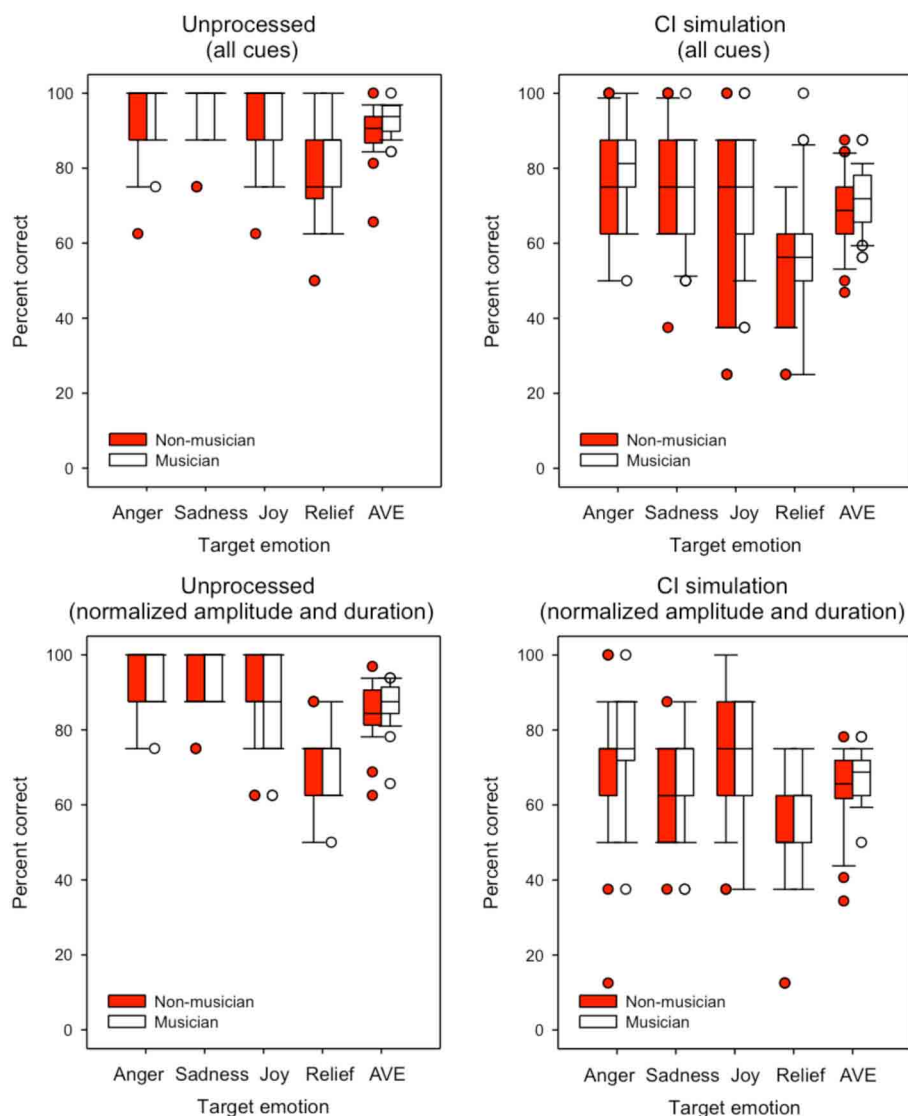 Unprocessed
(all cues)
Percent correct
100
80
60
40
20
0
Non-musician
Musician
Anger Sadness Joy Relief AVE
Target emotion
CI simulation
(all cues)
Percent correct
100
80
60
40
20
0
Non-musician
Musician
Anger Sadness Joy Relief AVE
Target emotion
Unprocessed
(normalized amplitude and duration)
Percent correct
100
80
60
40
20
0
Non-musician
Musician
Anger Sadness Joy Relief AVE
Target emotion
CI simulation
(normalized amplitude and duration)
Percent correct
100
80
60
40
20
0
Non-musician
Musician
Anger Sadness Joy Relief AVE
Target emotion